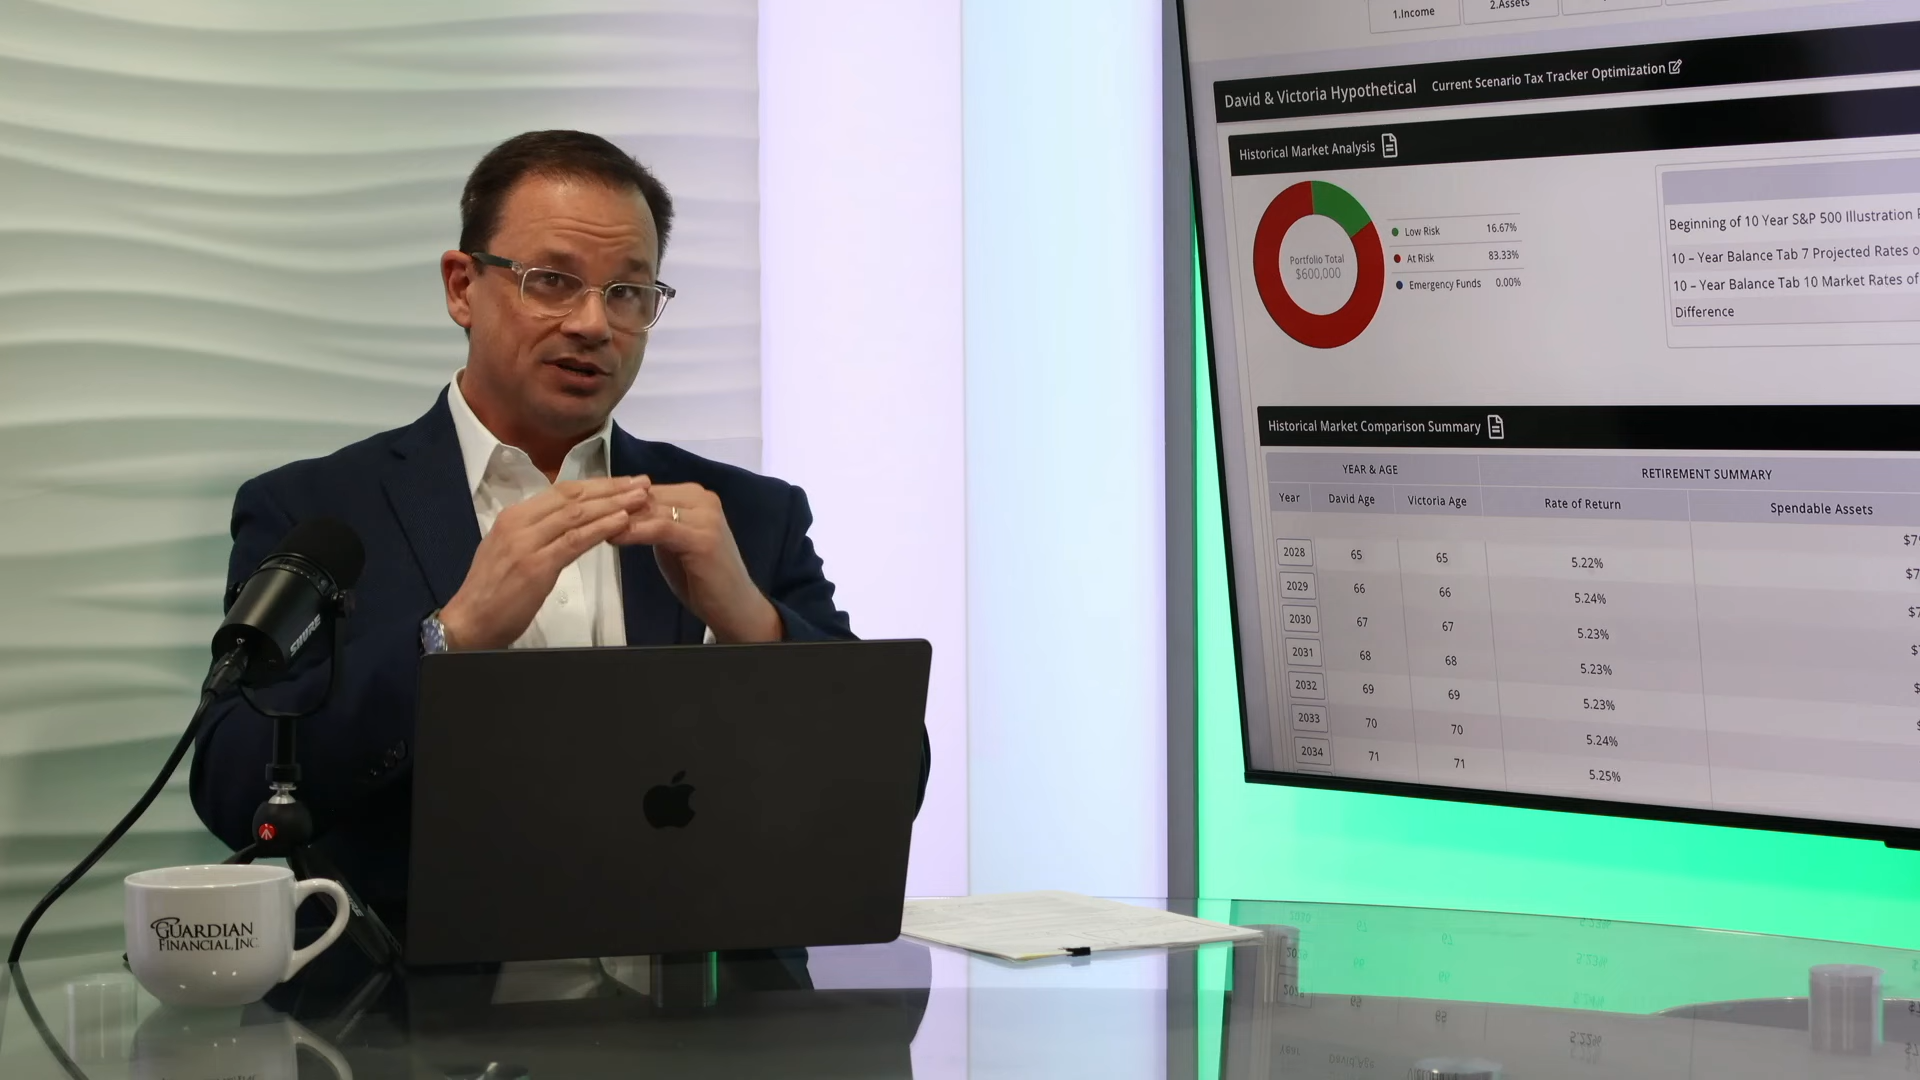 1.Income
2.Assets
David & Victoria Hypothetical Current Scenario Tax Tracker Optimization
Historical Market Analysis
Portfolio Total
$600,000
Low Risk 16.67%
At Risk 83.33%
Emergency Funds 0.00%
Beginning of 10 Year S&P 500 Illustration
10 – Year Balance Tab 7 Projected Rates
10 – Year Balance Tab 10 Market Rates of
Difference
Historical Market Comparison Summary
YEAR & AGE RETIREMENT SUMMARY
Year David Age Victoria Age Rate of Return Spendable Assets
2028 65 65 5.22%
2029 66 66 5.24%
2030 67 67 5.23%
2031 68 68 5.23%
2032 69 69 5.23%
2033 70 70 5.24%
2034 71 71 5.25%
SHURE
GUARDIAN
FINANCIAL, INC.